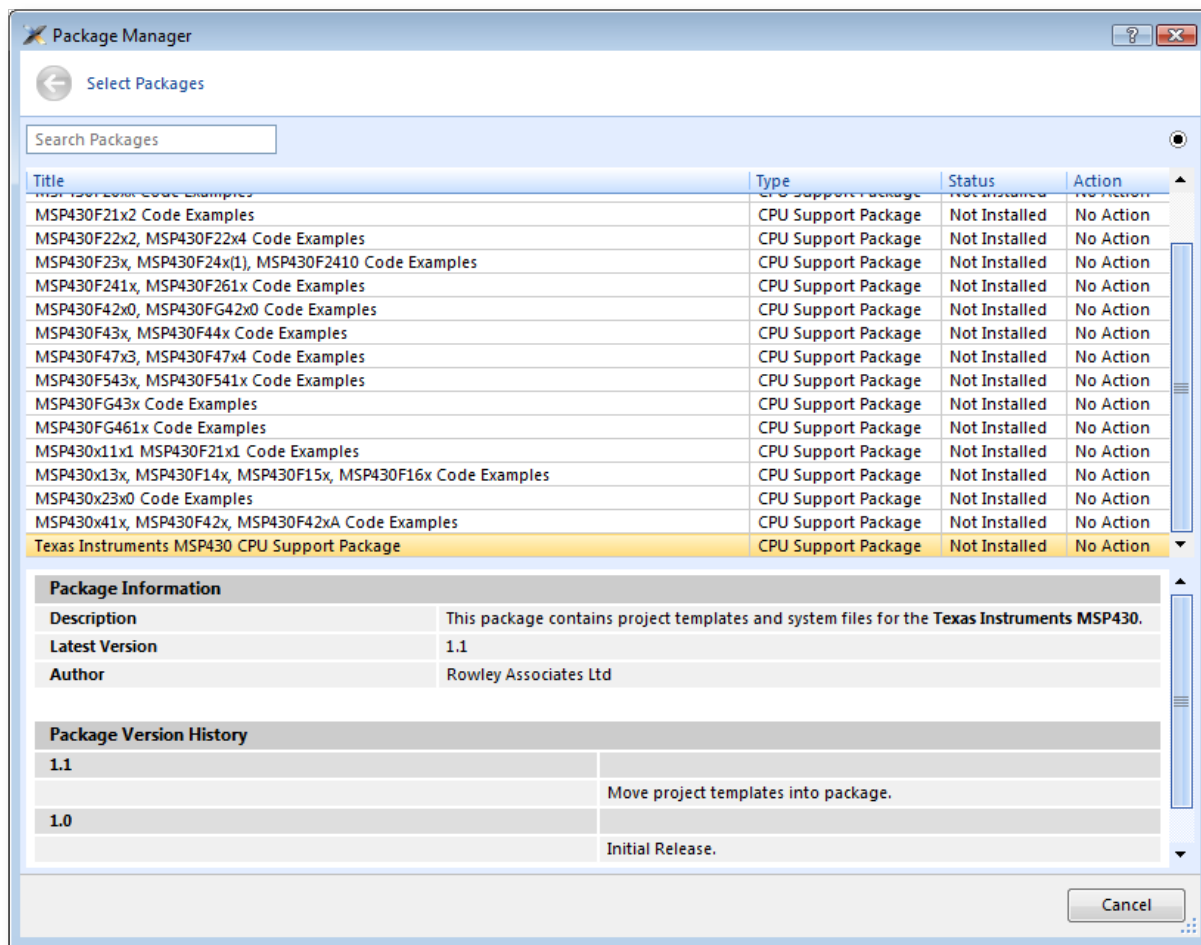 Package Manager
Select Packages
Search Packages
Title Type Status Action
MSP430F21x2 Code Examples CPU Support Package Not Installed No Action
MSP430F22x2, MSP430F22x4 Code Examples CPU Support Package Not Installed No Action
MSP430F23x, MSP430F24x(1), MSP430F2410 Code Examples CPU Support Package Not Installed No Action
MSP430F241x, MSP430F261x Code Examples CPU Support Package Not Installed No Action
MSP430F42x0, MSP430FG42x0 Code Examples CPU Support Package Not Installed No Action
MSP430F43x, MSP430F44x Code Examples CPU Support Package Not Installed No Action
MSP430F47x3, MSP430F47x4 Code Examples CPU Support Package Not Installed No Action
MSP430F543x, MSP430F541x Code Examples CPU Support Package Not Installed No Action
MSP430FG43x Code Examples CPU Support Package Not Installed No Action
MSP430FG461x Code Examples CPU Support Package Not Installed No Action
MSP430x11x1 MSP430F21x1 Code Examples CPU Support Package Not Installed No Action
MSP430x13x, MSP430F14x, MSP430F15x, MSP430F16x Code Examples CPU Support Package Not Installed No Action
MSP430x23x0 Code Examples CPU Support Package Not Installed No Action
MSP430x41x, MSP430F42x, MSP430F42xA Code Examples CPU Support Package Not Installed No Action
Texas Instruments MSP430 CPU Support Package CPU Support Package Not Installed No Action
Package Information
Description This package contains project templates and system files for the Texas Instruments MSP430.
Latest Version 1.1
Author Rowley Associates Ltd
Package Version History
1.1
Move project templates into package.
1.0
Initial Release.
Cancel